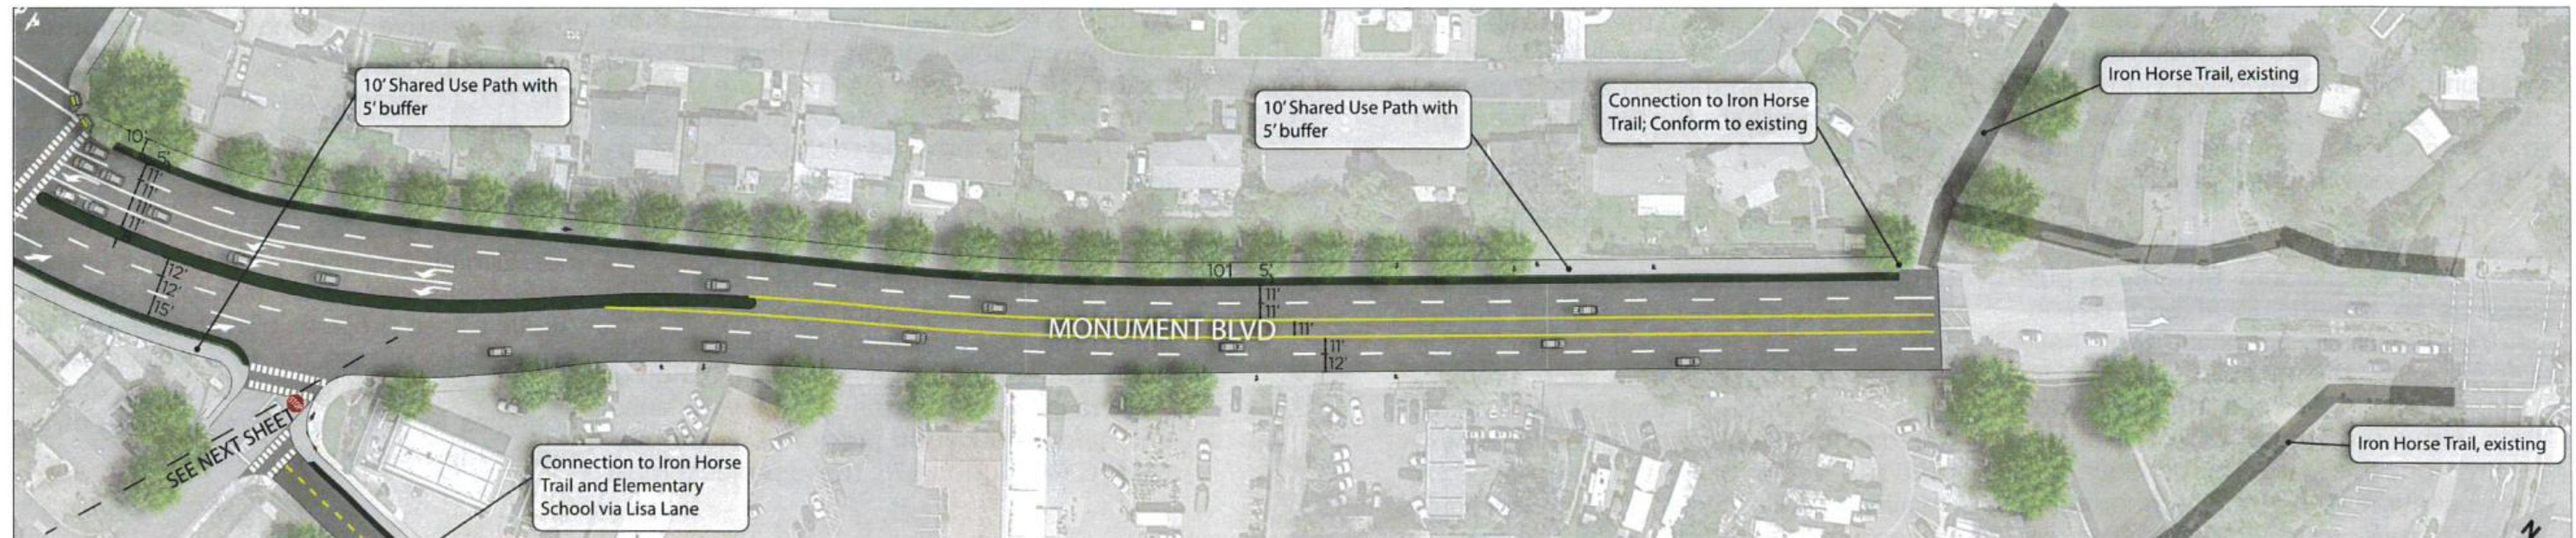 10' Shared Use Path with
5' buffer
10' Shared Use Path with
5' buffer
Connection to Iron Horse
Trail; Conform to existing
Iron Horse Trail, existing
10'
5'
11'
11'
11'
11'
12'
12'
15'
10'
5'
11'
11'
MONUMENT BLVD
11'
11'
12'
SEE NEXT SHEET
STOP
Connection to Iron Horse
Trail and Elementary
School via Lisa Lane
Iron Horse Trail, existing
N